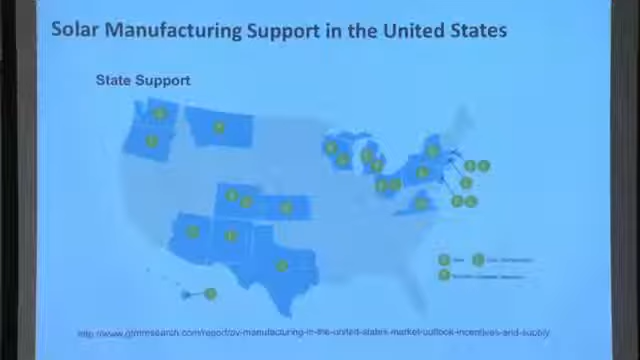 Solar Manufacturing Support in the United States
State Support
http://www.gtmresearch.com/report/pv-manufacturing-in-the-united-states-market-outlook-incentives-and-supply